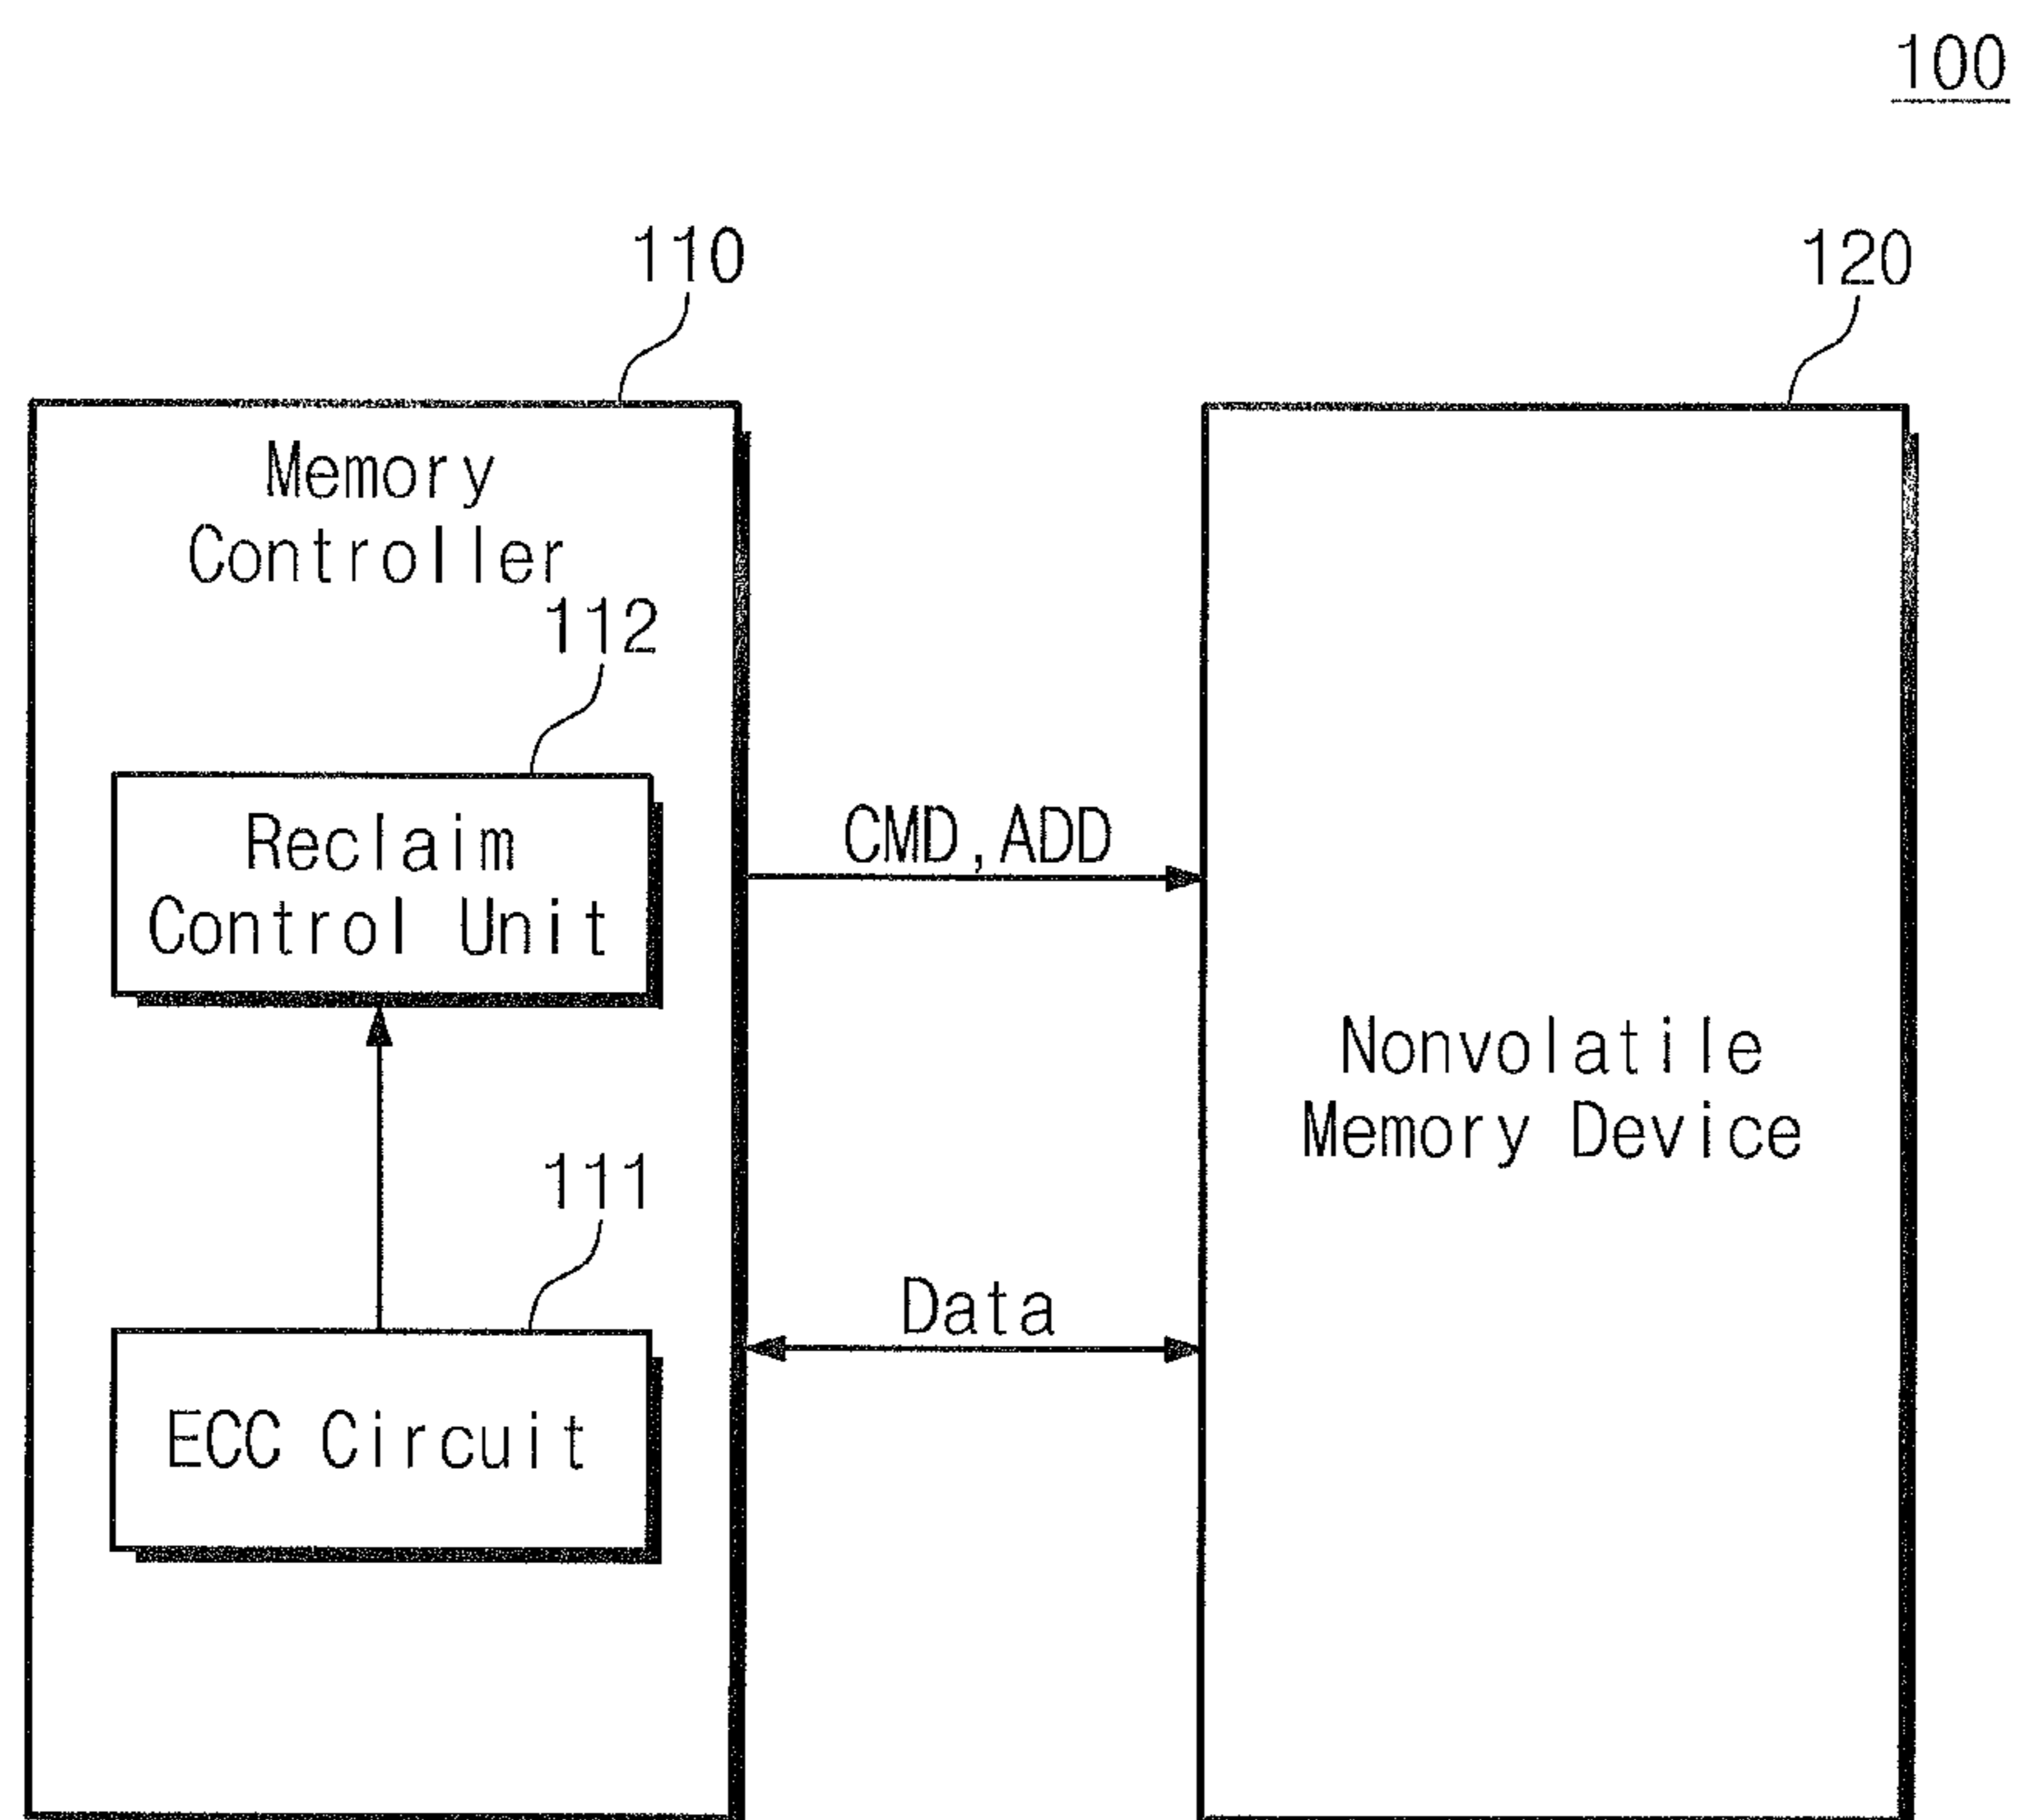 100
110
120
Memory
Controller
112
Reclaim
Control Unit
CMD,ADD
Nonvolatile
Memory Device
111
Data
ECC Circuit